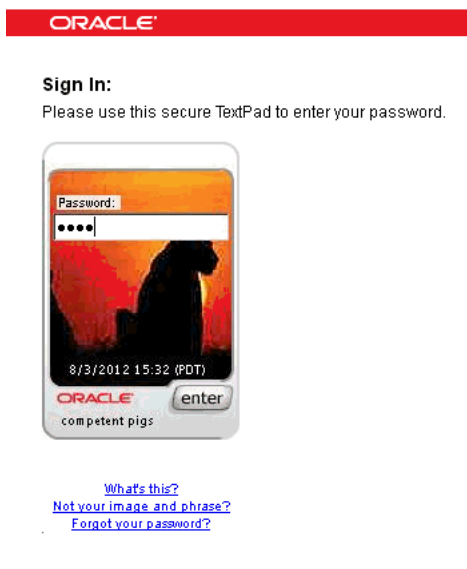 ORACLE
Sign In:
Please use this secure TextPad to enter your password.
Password:
••••
8/3/2012 15:32 (PDT)
ORACLE
enter
competent pigs
What's this?
Not your image and phrase?
Forgot your password?